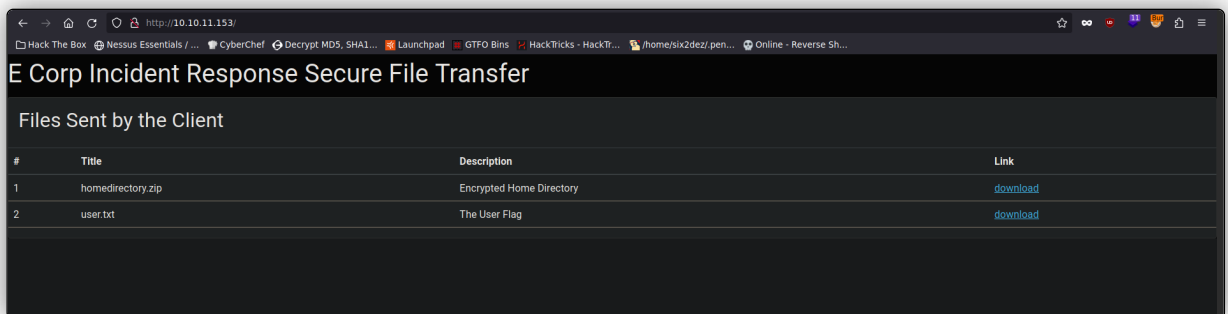 http://10.10.11.153/
11
Hack The Box Nessus Essentials / ... CyberChef Decrypt MD5, SHA1... Launchpad GTFO Bins HackTricks - HackTr... /home/six2dez/.pen... Online - Reverse Sh...
E Corp Incident Response Secure File Transfer
Files Sent by the Client
# Title Description Link
1 homedirectory.zip Encrypted Home Directory download
2 user.txt The User Flag download